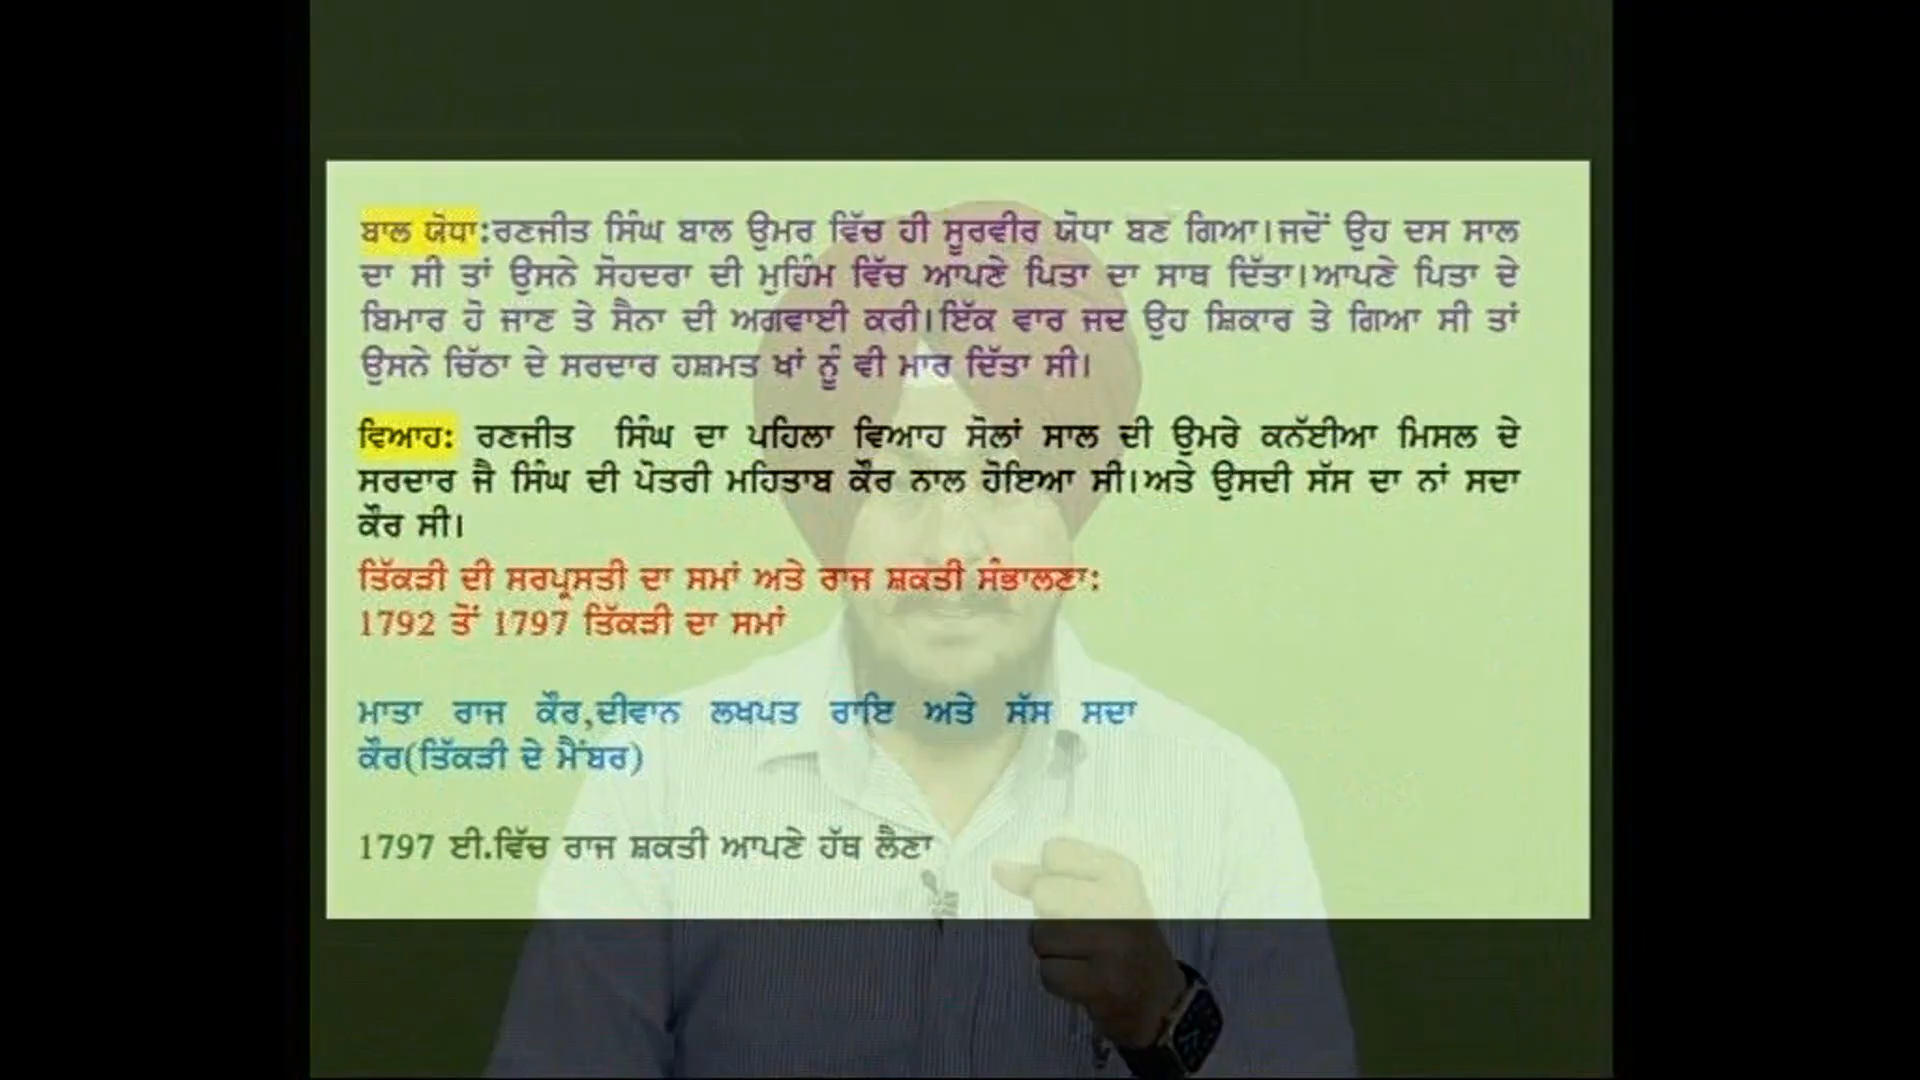 ਬਾਲ ਯੋਧਾ:ਰਣਜੀਤ ਸਿੰਘ ਬਾਲ ਉਮਰ ਵਿੱਚ ਹੀ ਸੂਰਵੀਰ ਯੋਧਾ ਬਣ ਗਿਆ।ਜਦੋਂ ਉਹ ਦਸ ਸਾਲ
ਦਾ ਸੀ ਤਾਂ ਉਸਨੇ ਸੋਹਦਰਾ ਦੀ ਮੁਹਿੰਮ ਵਿੱਚ ਆਪਣੇ ਪਿਤਾ ਦਾ ਸਾਥ ਦਿੱਤਾ।ਆਪਣੇ ਪਿਤਾ ਦੇ
ਬਿਮਾਰ ਹੋ ਜਾਣ ਤੇ ਸੈਨਾ ਦੀ ਅਗਵਾਈ ਕਰੀ।ਇੱਕ ਵਾਰ ਜਦ ਉਹ ਸ਼ਿਕਾਰ ਤੇ ਗਿਆ ਸੀ ਤਾਂ
ਉਸਨੇ ਚਿੱਠਾ ਦੇ ਸਰਦਾਰ ਹਸ਼ਮਤ ਖਾਂ ਨੂੰ ਵੀ ਮਾਰ ਦਿੱਤਾ ਸੀ।
ਵਿਆਹ: ਰਣਜੀਤ ਸਿੰਘ ਦਾ ਪਹਿਲਾ ਵਿਆਹ ਸੋਲਾਂ ਸਾਲ ਦੀ ਉਮਰੇ ਕਨੱਈਆ ਮਿਸਲ ਦੇ
ਸਰਦਾਰ ਜੈ ਸਿੰਘ ਦੀ ਪੋਤਰੀ ਮਹਿਤਾਬ ਕੌਰ ਨਾਲ ਹੋਇਆ ਸੀ।ਅਤੇ ਉਸਦੀ ਸੱਸ ਦਾ ਨਾਂ ਸਦਾ
ਕੌਰ ਸੀ।
ਤਿੱਕੜੀ ਦੀ ਸਰਪ੍ਰਸਤੀ ਦਾ ਸਮਾਂ ਅਤੇ ਰਾਜ ਸ਼ਕਤੀ ਸੰਭਾਲਣਾ:
1792 ਤੋਂ 1797 ਤਿੱਕੜੀ ਦਾ ਸਮਾਂ
ਮਾਤਾ ਰਾਜ ਕੌਰ,ਦੀਵਾਨ ਲਖਪਤ ਰਾਇ ਅਤੇ ਸੱਸ ਸਦਾ
ਕੌਰ(ਤਿੱਕੜੀ ਦੇ ਮੈਂਬਰ)
1797 ਈ.ਵਿੱਚ ਰਾਜ ਸ਼ਕਤੀ ਆਪਣੇ ਹੱਥ ਲੈਣਾ